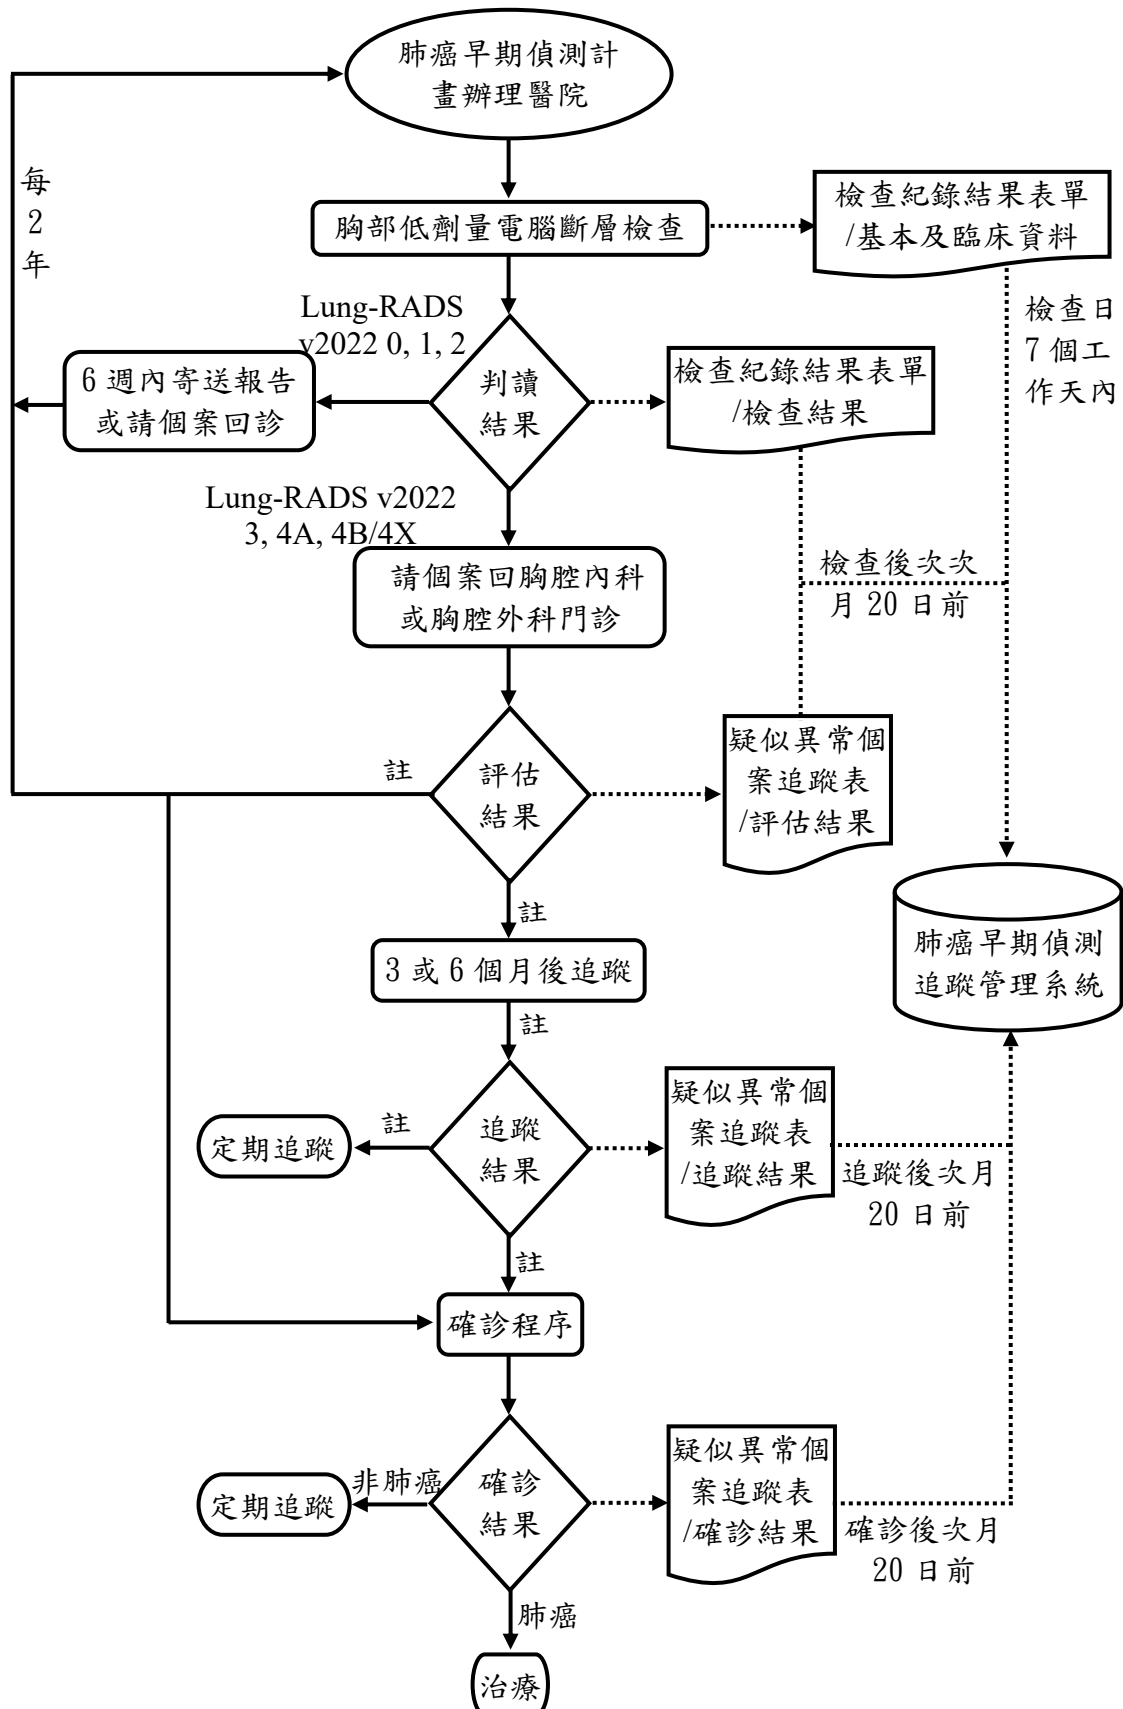 肺癌早期偵測計
畫辦理醫院
每
2
年
胸部低劑量電腦斷層檢查
檢查紀錄結果表單
/基本及臨床資料
Lung-RADS
v2022 0, 1, 2
檢查日
7 個工
作天內
6 週內寄送報告
或請個案回診
判讀
結果
檢查紀錄結果表單
/檢查結果
Lung-RADS v2022
3, 4A, 4B/4X
請個案回胸腔內科
或胸腔外科門診
檢查後次次
月 20 日前
註
評估
結果
疑似異常個
案追蹤表
/評估結果
註
3 或 6 個月後追蹤
肺癌早期偵測
追蹤管理系統
註
定期追蹤
註
追蹤
結果
疑似異常個
案追蹤表
/追蹤結果
追蹤後次月
20 日前
註
確診程序
定期追蹤
非肺癌
確診
結果
疑似異常個
案追蹤表
/確診結果
確診後次月
20 日前
肺癌
治療